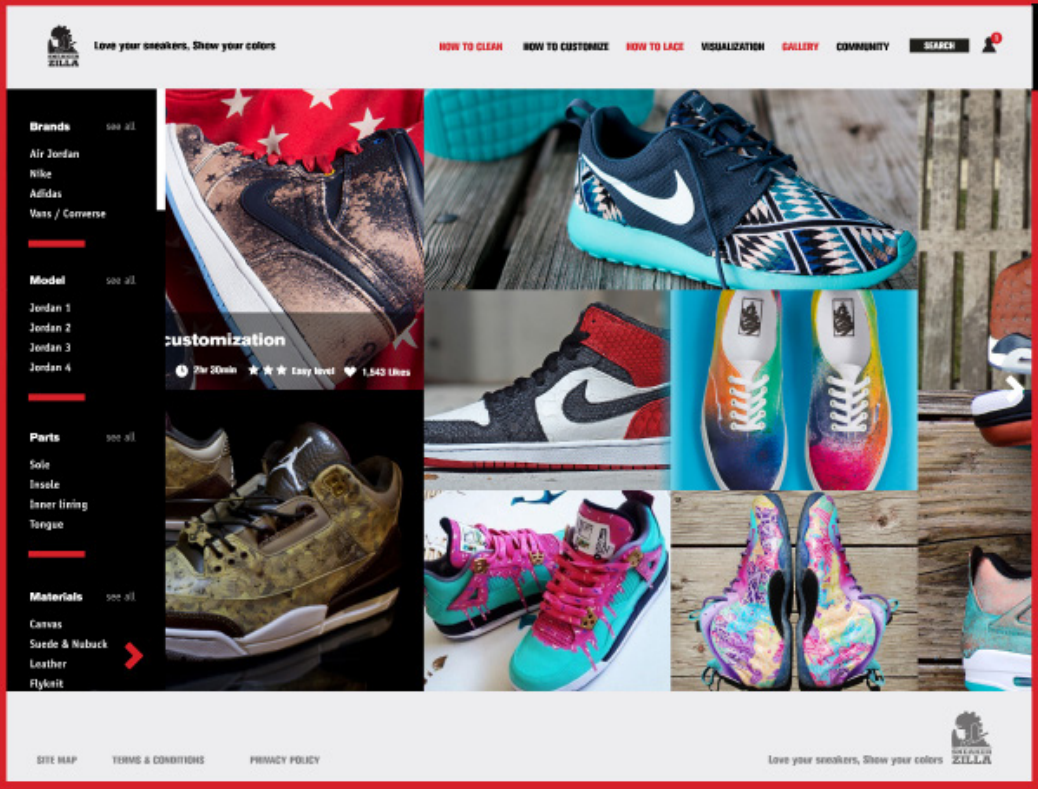 SNEAKER
ZILLA
Love your sneakers, Show your colors
HOW TO CLEAN
HOW TO CUSTOMIZE
HOW TO LACE
VISUALIZATION
GALLERY
COMMUNITY
SEARCH
Brands see all
Air Jordan
Nike
Adidas
Vans / Converse
Model see all
Jordan 1
Jordan 2
Jordan 3
Jordan 4
Parts see all
Sole
Insole
Inner lining
Tongue
Materials see all
Canvas
Suede & Nubuck
Leather
Flyknit
customization
2hr 30min Easy level 1,543 Likes
SITE MAP
TERMS & CONDITIONS
PRIVACY POLICY
Love your sneakers, Show your colors
SNEAKER
ZILLA